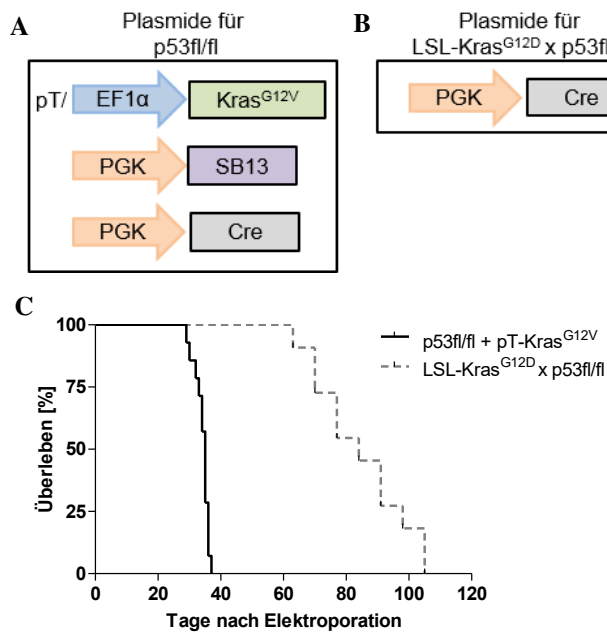 A
Plasmide für
p53fl/fl
pT/
EF1α
Kras^G12V
PGK
SB13
PGK
Cre
B
Plasmide für
LSL-Kras^G12D x p53fl
PGK
Cre
C
100
75
50
25
0
Überleben [%]
0 20 40 60 80 100 120
Tage nach Elektroporation
p53fl/fl + pT-Kras^G12V
LSL-Kras^G12D x p53fl/fl